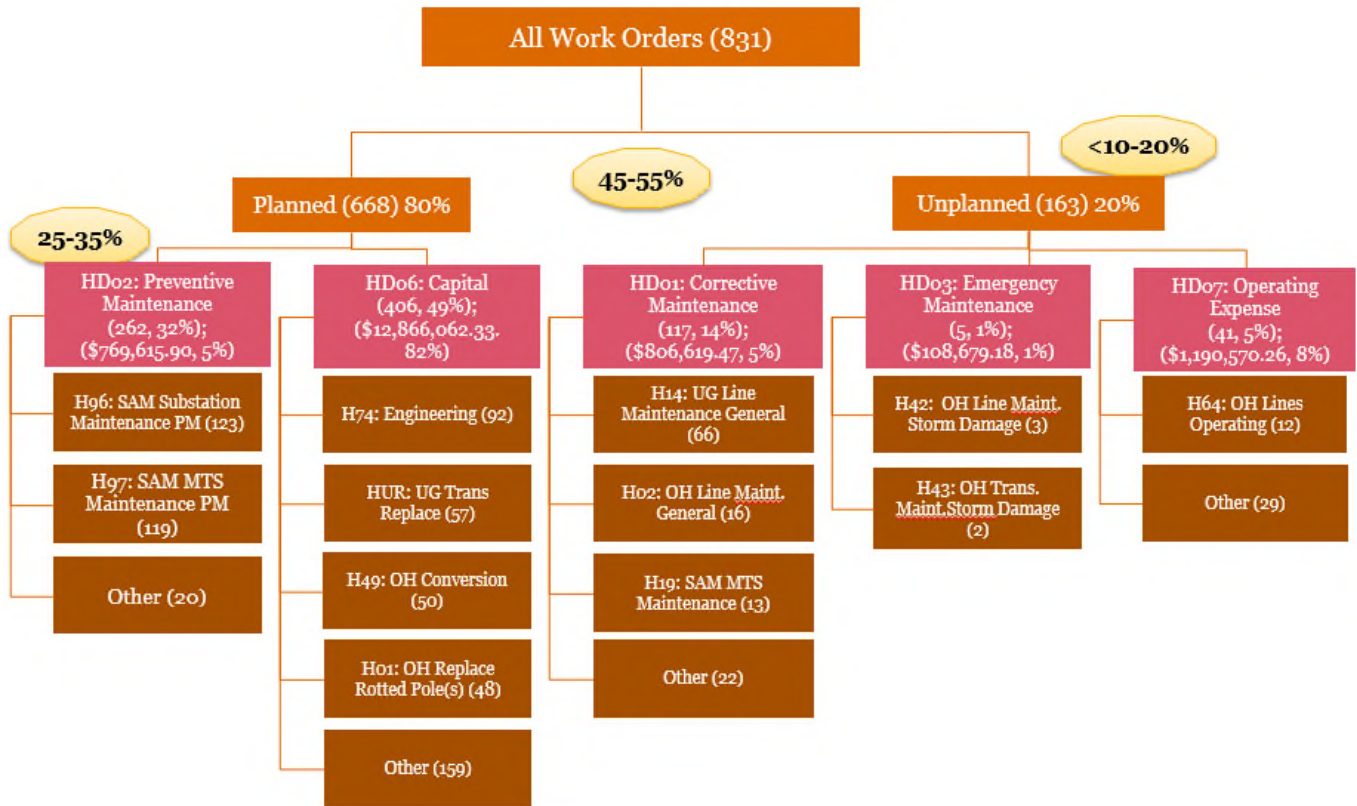 All Work Orders (831)
<10-20%
45-55%
Planned (668) 80%
Unplanned (163) 20%
25-35%
HD02: Preventive
Maintenance
(262, 32%);
($769,615.90, 5%)
H96: SAM Substation
Maintenance PM (123)
H97: SAM MTS
Maintenance PM
(119)
Other (20)
HD06: Capital
(406, 49%);
($12,866,062.33.
82%)
H74: Engineering (92)
HUR: UG Trans
Replace (57)
H49: OH Conversion
(50)
H01: OH Replace
Rotted Pole(s) (48)
Other (159)
HD01: Corrective
Maintenance
(117, 14%);
($806,619.47, 5%)
H14: UG Line
Maintenance General
(66)
H02: OH Line Maint.
General (16)
H19: SAM MTS
Maintenance (13)
Other (22)
HD03: Emergency
Maintenance
(5, 1%);
($108,679.18, 1%)
H42: OH Line Maint.
Storm Damage (3)
H43: OH Trans.
Maint.Storm Damage
(2)
HD07: Operating
Expense
(41, 5%);
($1,190,570.26, 8%)
H64: OH Lines
Operating (12)
Other (29)